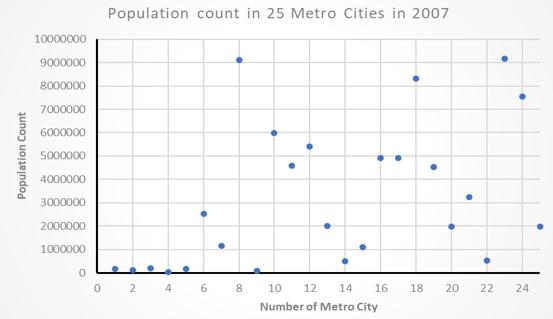 Population count in 25 Metro Cities in 2007
10000000
9000000
8000000
7000000
6000000
5000000
4000000
3000000
2000000
1000000
0
Population Count
0 2 4 6 8 10 12 14 16 18 20 22 24
Number of Metro City